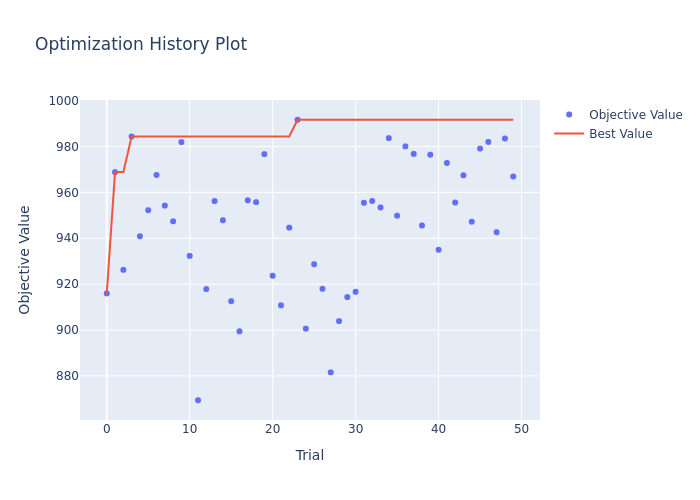 Optimization History Plot
1000
980
960
940
920
900
880
Objective Value
0
10
20
30
40
50
Trial
Objective Value
Best Value